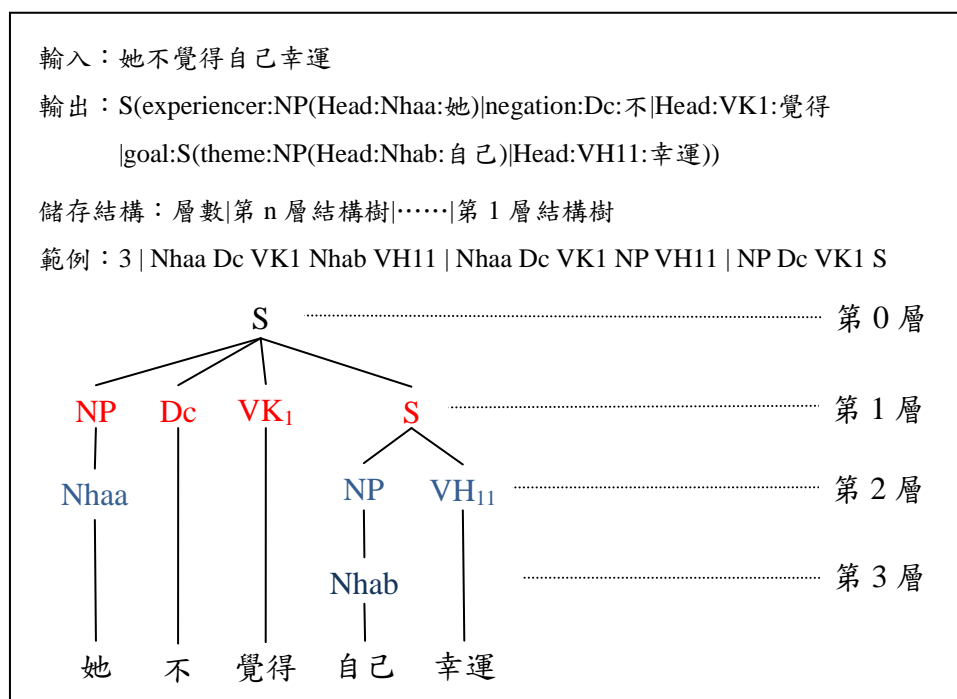 輸入：她不覺得自己幸運
輸出：S(experiencer:NP(Head:Nhaa:她)|negation:Dc:不|Head:VK1:覺得
|goal:S(theme:NP(Head:Nhab:自己)|Head:VH11:幸運))
儲存結構：層數|第 n 層結構樹|……|第 1 層結構樹
範例：3 | Nhaa Dc VK1 Nhab VH11 | Nhaa Dc VK1 NP VH11 | NP Dc VK1 S
S 第 0 層
NP Dc VK₁ S 第 1 層
Nhaa NP VH₁₁ 第 2 層
Nhab 第 3 層
她 不 覺得 自己 幸運